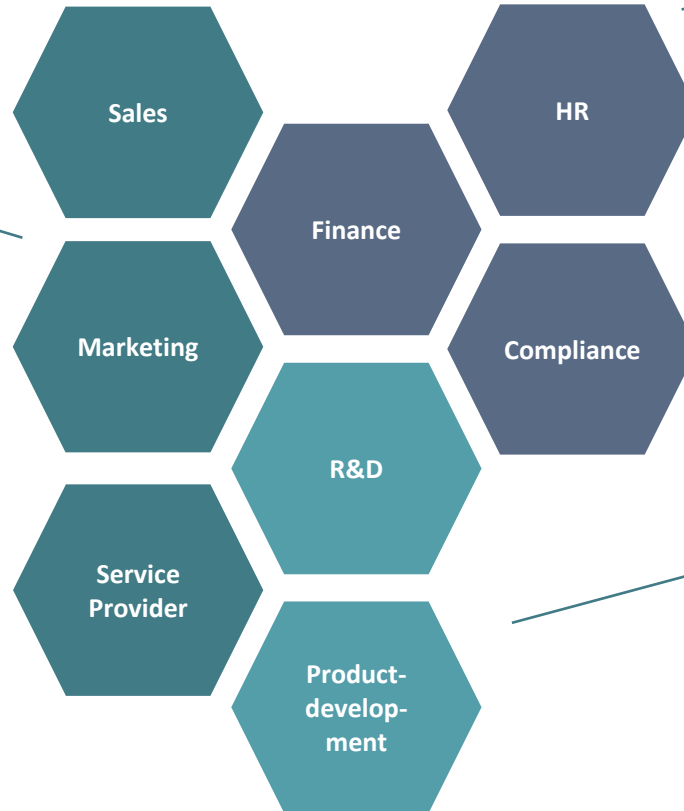 Sales
HR
Finance
Marketing
Compliance
R&D
Service
Provider
Product-
develop-
ment